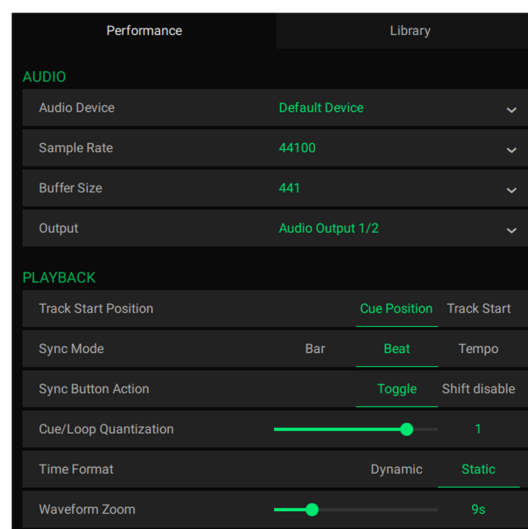 Performance Library
AUDIO
Audio Device Default Device
Sample Rate 44100
Buffer Size 441
Output Audio Output 1/2
PLAYBACK
Track Start Position Cue Position Track Start
Sync Mode Bar Beat Tempo
Sync Button Action Toggle Shift disable
Cue/Loop Quantization 1
Time Format Dynamic Static
Waveform Zoom 9s